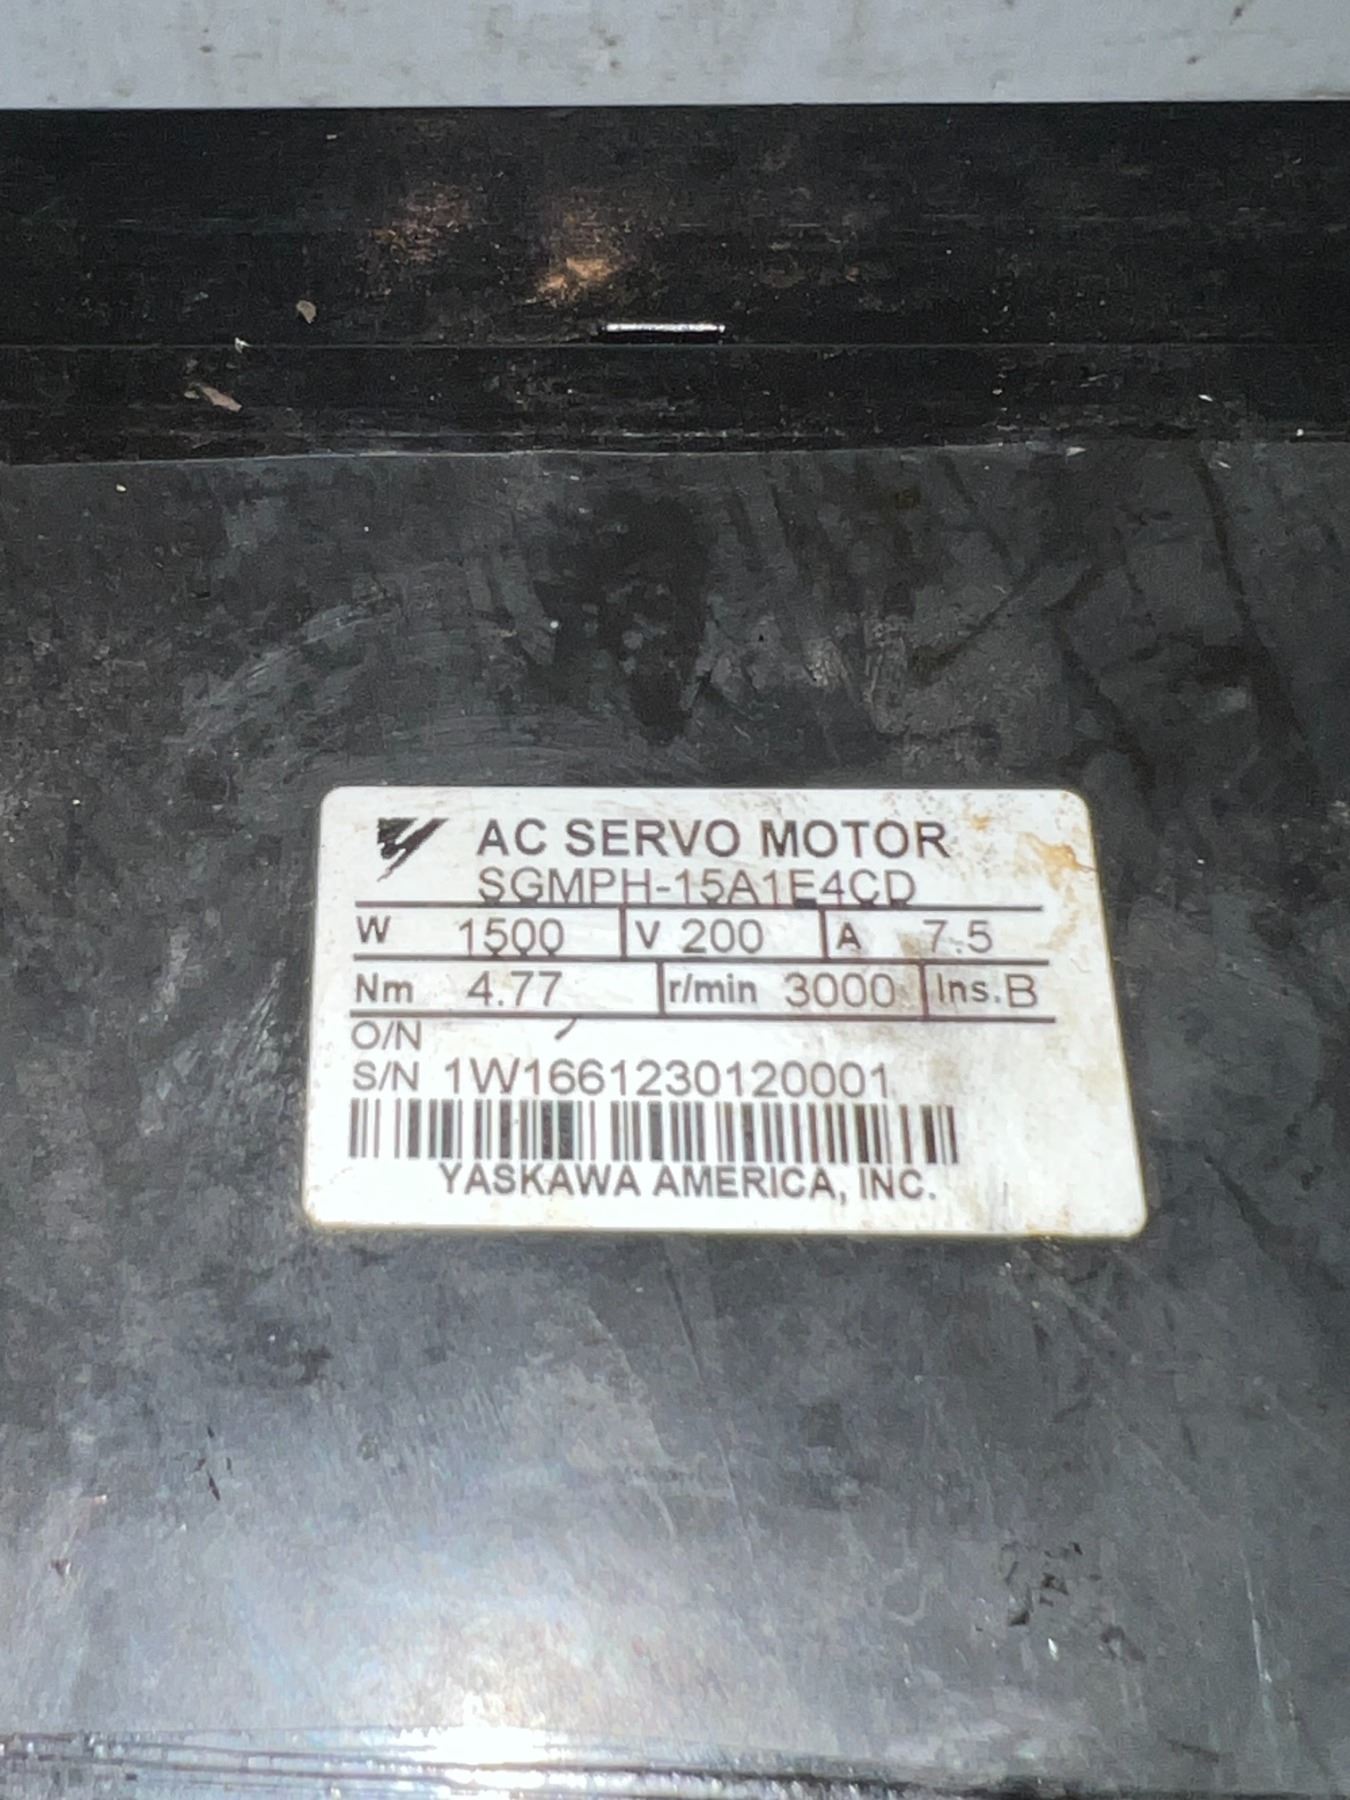 AC SERVO MOTOR
SGMPH-15A1E4CD
W 1500 V 200 A 7.5
Nm 4.77 r/min 3000 Ins. B
O/N
S/N 1W1661230120001
YASKAWA AMERICA, INC.